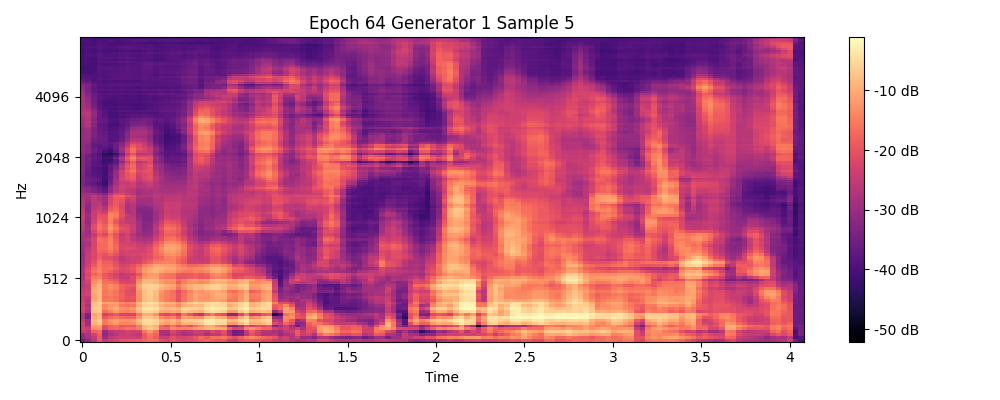 Epoch 64 Generator 1 Sample 5
Hz
4096
2048
1024
512
0
0 0.5 1 1.5 2 2.5 3 3.5 4
Time
-10 dB
-20 dB
-30 dB
-40 dB
-50 dB